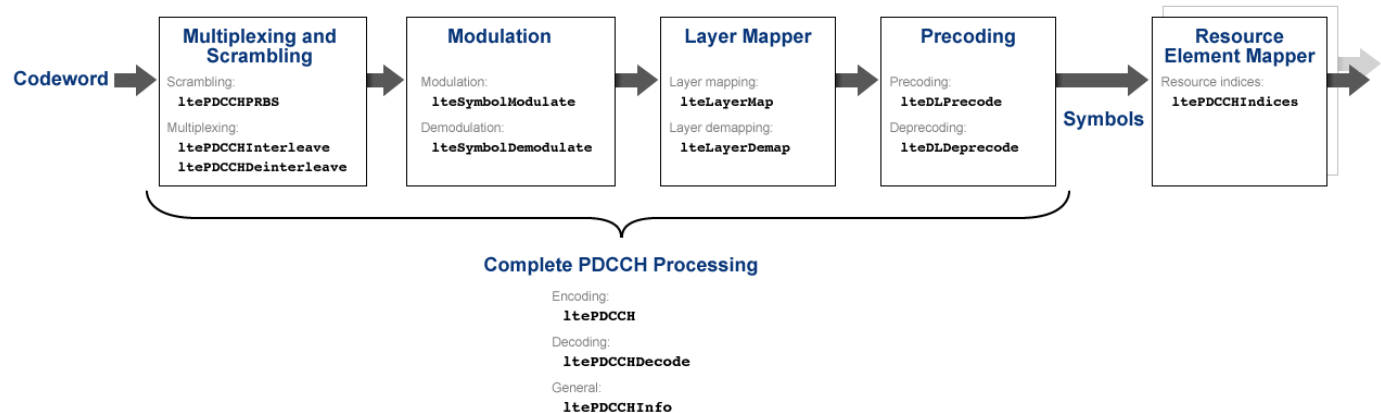 Codeword
Multiplexing and
Scrambling
Scrambling:
ltePDCCHPRBS
Multiplexing:
ltePDCCHInterleave
ltePDCCHDeinterleave
Modulation
Modulation:
lteSymbolModulate
Demodulation:
lteSymbolDemodulate
Layer Mapper
Layer mapping:
lteLayerMap
Layer demapping:
lteLayerDemap
Precoding
Precoding:
lteDLPrecode
Deprecoding:
lteDLDeprecode
Symbols
Resource
Element Mapper
Resource indices:
ltePDCCHIndices
Complete PDCCH Processing
Encoding:
ltePDCCH
Decoding:
ltePDCCHDecode
General:
ltePDCCHInfo